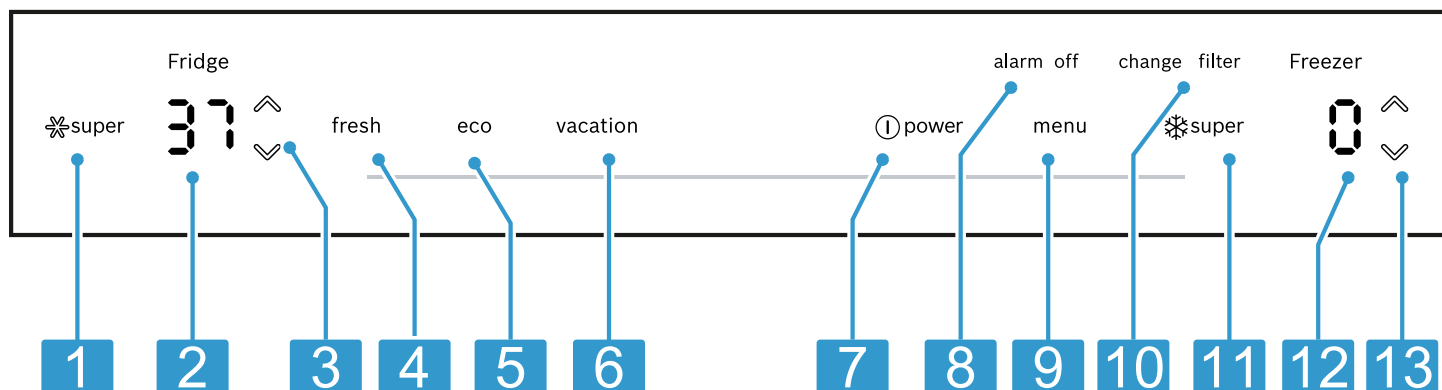 Fridge
alarm off
change filter
Freezer
super
37
fresh
eco
vacation
power
menu
super
0
1
2
3
4
5
6
7
8
9
10
11
12
13